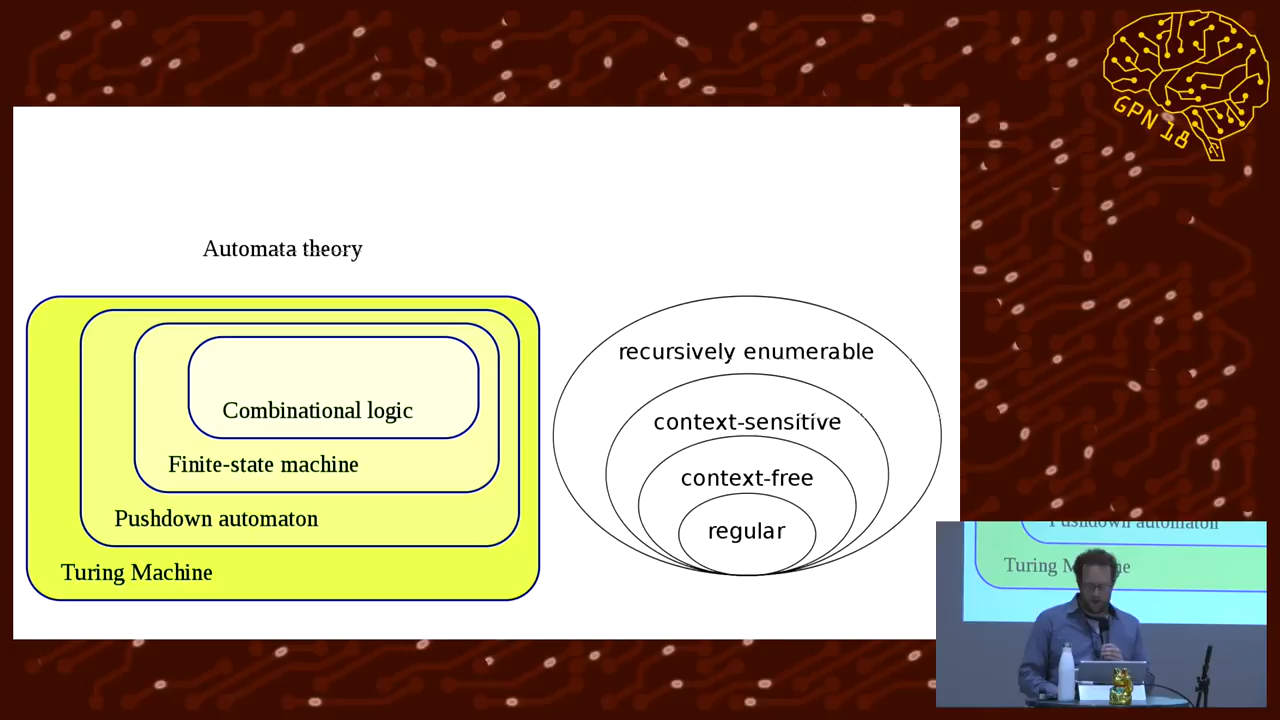 GPN 18
Automata theory
Combinational logic
Finite-state machine
Pushdown automaton
Turing Machine
recursively enumerable
context-sensitive
context-free
regular
Pushdown automaton
Turing M ne